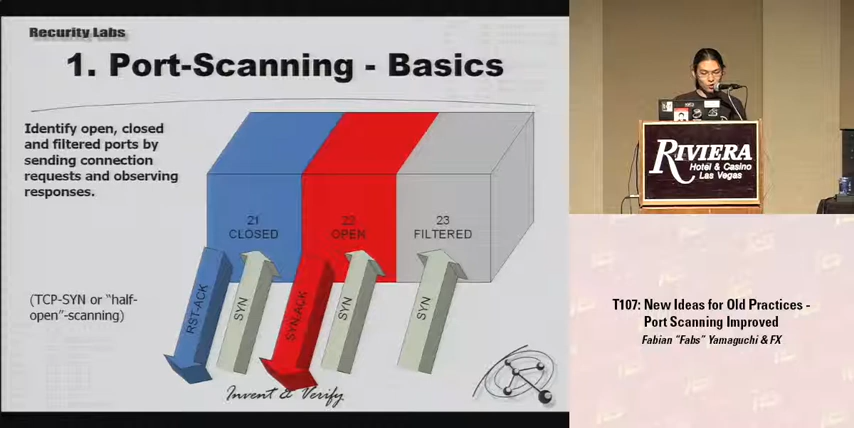 Recurity Labs
1. Port-Scanning - Basics
Identify open, closed
and filtered ports by
sending connection
requests and observing
responses.
21
CLOSED
22
OPEN
23
FILTERED
RST-ACK
SYN
SYN-ACK
SYN
SYN
(TCP-SYN or "half-
open"-scanning)
Invent & Verify
RIVIERA
Hotel & Casino
Las Vegas
T107: New Ideas for Old Practices -
Port Scanning Improved
Fabian "Fabs" Yamaguchi & FX